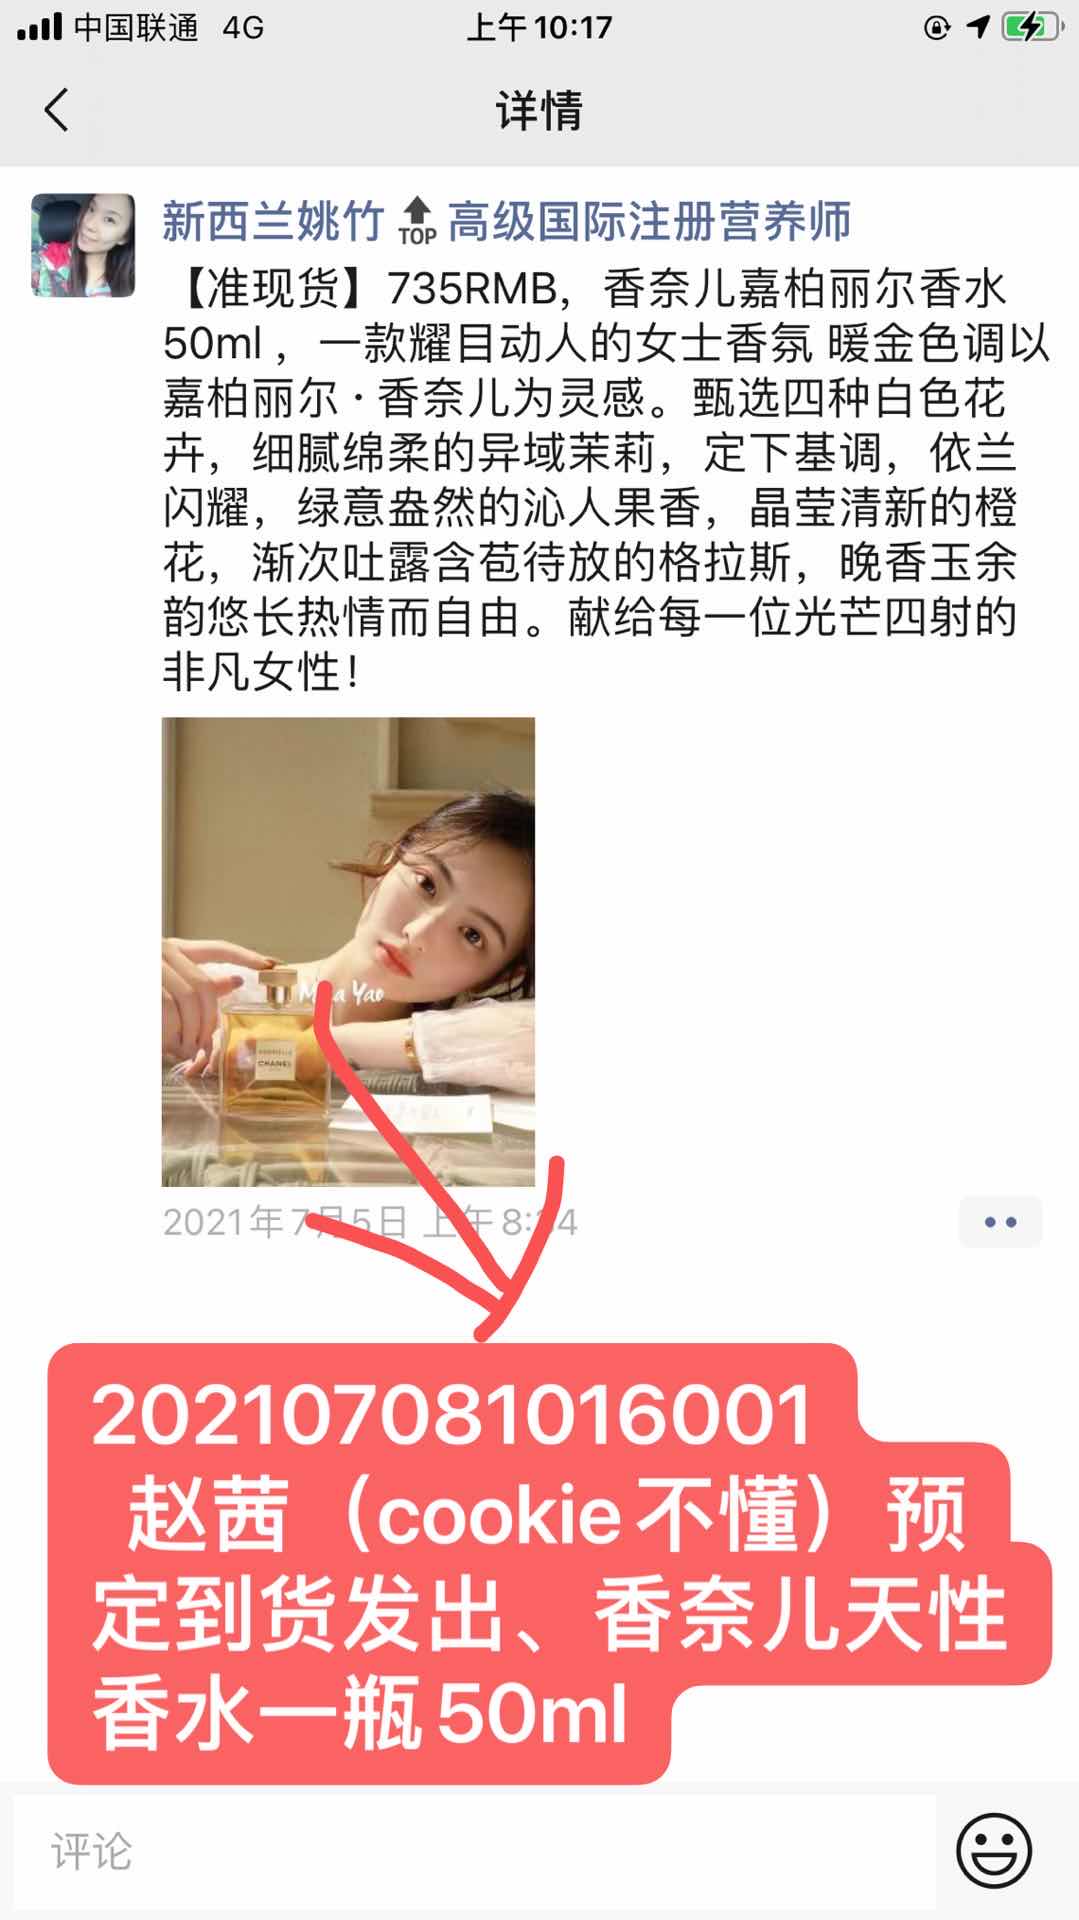 中国联通 4G 上午10:17
详情
新西兰姚竹 TOP 高级国际注册营养师
【准现货】735RMB，香奈儿嘉柏丽尔香水
50ml ，一款耀目动人的女士香氛 暖金色调以
嘉柏丽尔·香奈儿为灵感。甄选四种白色花
卉，细腻绵柔的异域茉莉，定下基调，依兰
闪耀，绿意盎然的沁人果香，晶莹清新的橙
花，渐次吐露含苞待放的格拉斯，晚香玉余
韵悠长热情而自由。献给每一位光芒四射的
非凡女性！
Yao
GABRIELLE
CHANEL
2021年7月5日 上午8:
202107081016001
赵茜（cookie不懂）预
定到货发出、香奈儿天性
香水一瓶50ml
评论